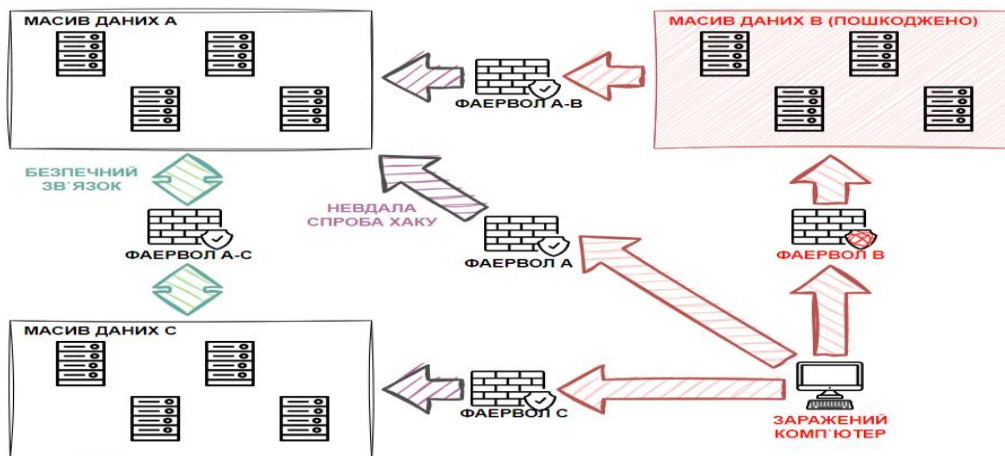 МАСИВ ДАНИХ А
МАСИВ ДАНИХ В (ПОШКОДЖЕНО)
ФАЕРВОЛ А-В
БЕЗПЕЧНИЙ
ЗВ`ЯЗОК
НЕВДАЛА
СПРОБА ХАКУ
ФАЕРВОЛ А-С
ФАЕРВОЛ А
ФАЕРВОЛ В
МАСИВ ДАНИХ С
ФАЕРВОЛ С
ЗАРАЖЕНИЙ
КОМП`ЮТЕР